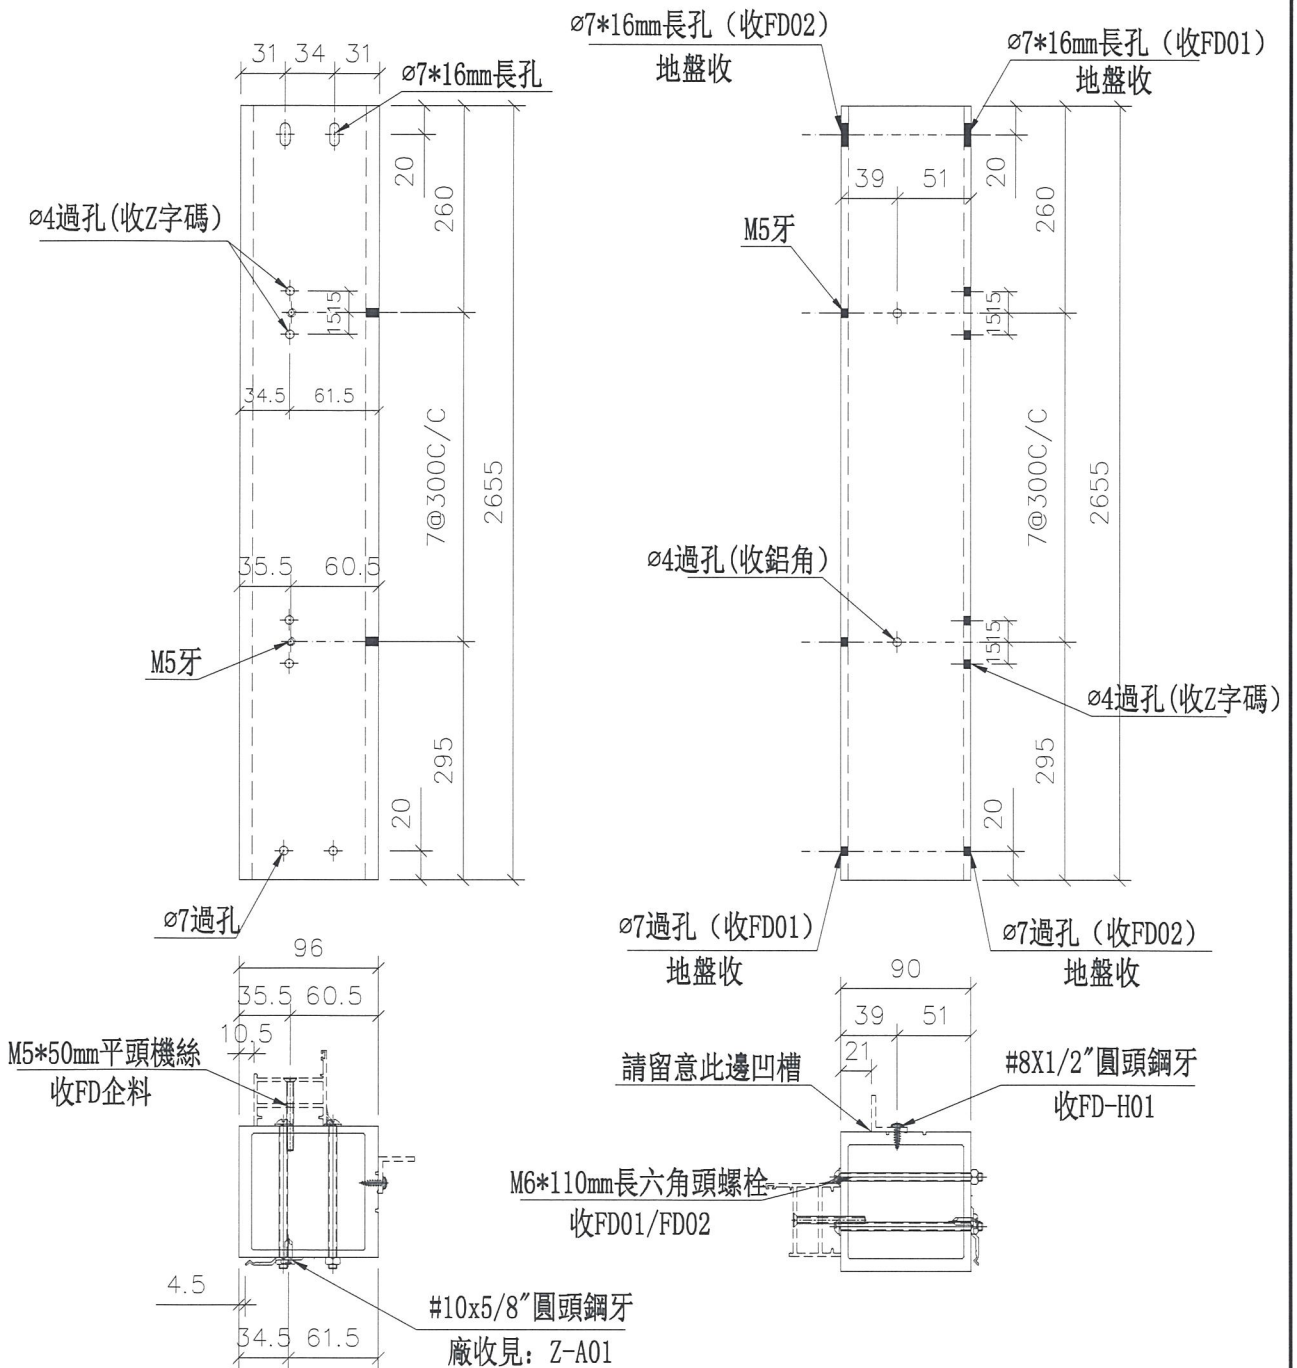 ø7*16mm長孔（收FD02）
地盤收
ø7*16mm長孔（收FD01）
地盤收
31 34 31
ø7*16mm長孔
20
260
39 51
20
260
ø4過孔(收Z字碼）
M5牙
15 15
15 15
34.5 61.5
7@300C/C
2655
7@300C/C
2655
35.5 60.5
ø4過孔(收鋁角）
M5牙
15 15
ø4過孔(收Z字碼）
295
20
295
20
ø7過孔
ø7過孔（收FD01）
地盤收
ø7過孔（收FD02）
地盤收
96
35.5 60.5
10.5
M5*50mm平頭機絲
收FD企料
90
39 51
21
請留意此邊凹槽
#8X1/2″圓頭鋼牙
收FD-H01
M6*110mm長六角頭螺栓
收FD01/FD02
4.5
34.5 61.5
#10x5/8″圓頭鋼牙
廠收見: Z-A01